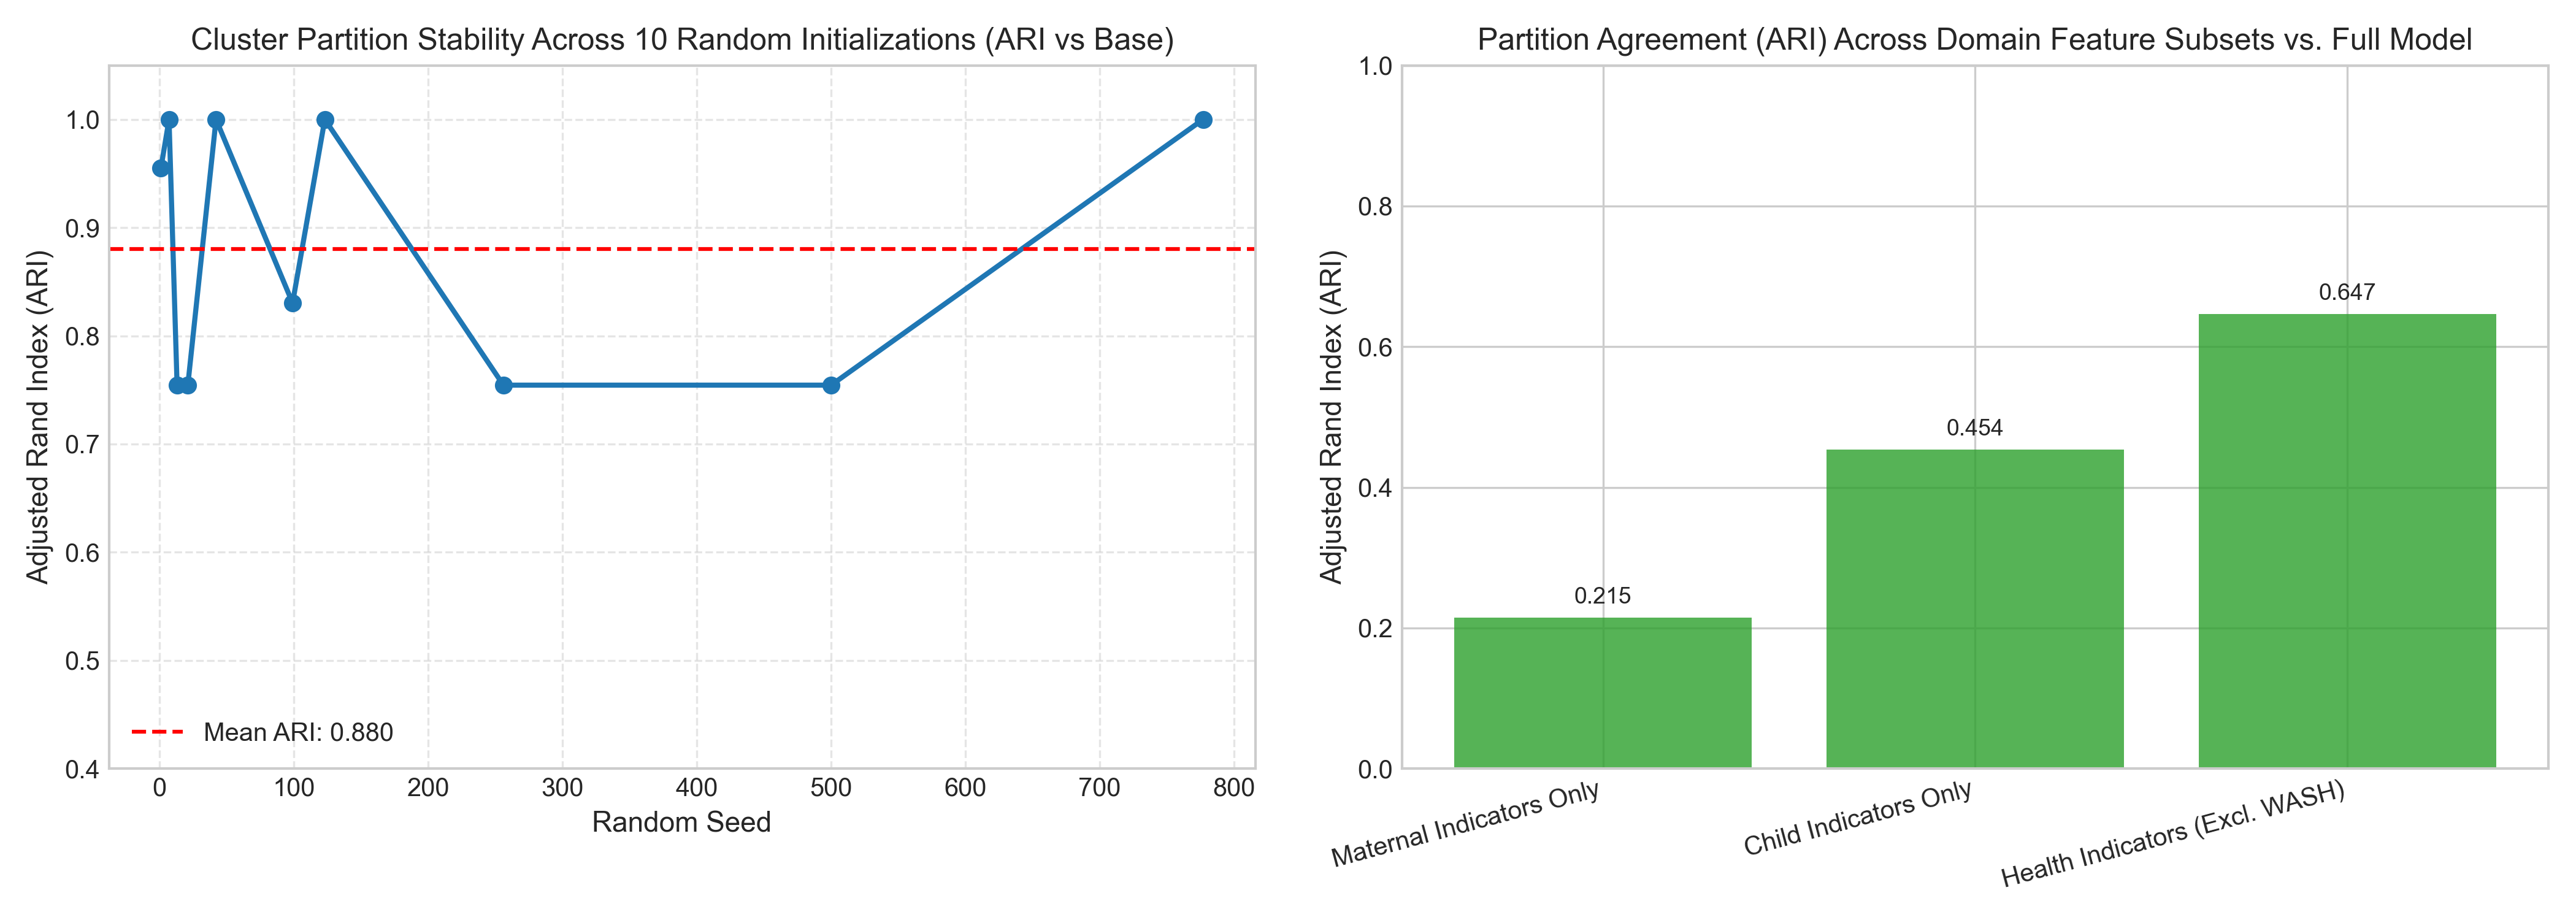 Cluster Partition Stability Across 10 Random Initializations (ARI vs Base)
Adjusted Rand Index (ARI)
1.0
0.9
0.8
0.7
0.6
0.5
0.4
Mean ARI: 0.880
0 100 200 300 400 500 600 700 800
Random Seed
Partition Agreement (ARI) Across Domain Feature Subsets vs. Full Model
Adjusted Rand Index (ARI)
1.0
0.8
0.6
0.4
0.2
0.0
0.215
0.454
0.647
Maternal Indicators Only
Child Indicators Only
Health Indicators (Excl. WASH)